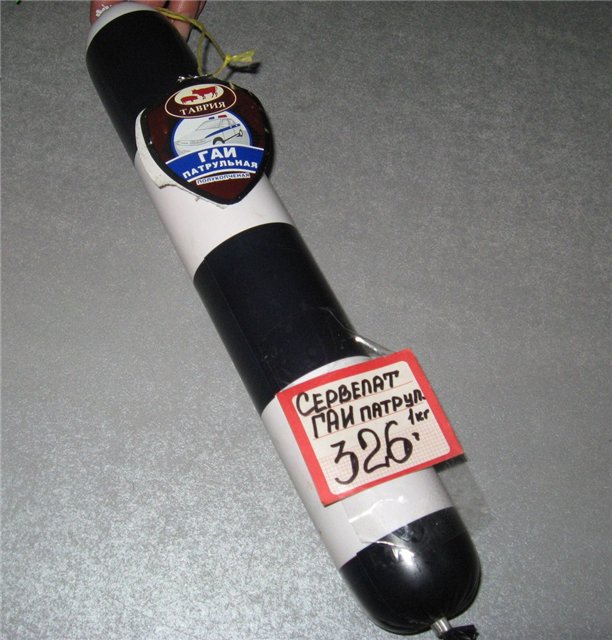 ТАВРИЯ
ГАИ
ПАТРУЛЬНАЯ
ПОЛУКОПЧЕНАЯ
СЕРВЕЛАТ
ГАИ ПАТРУЛ.
326 1кг